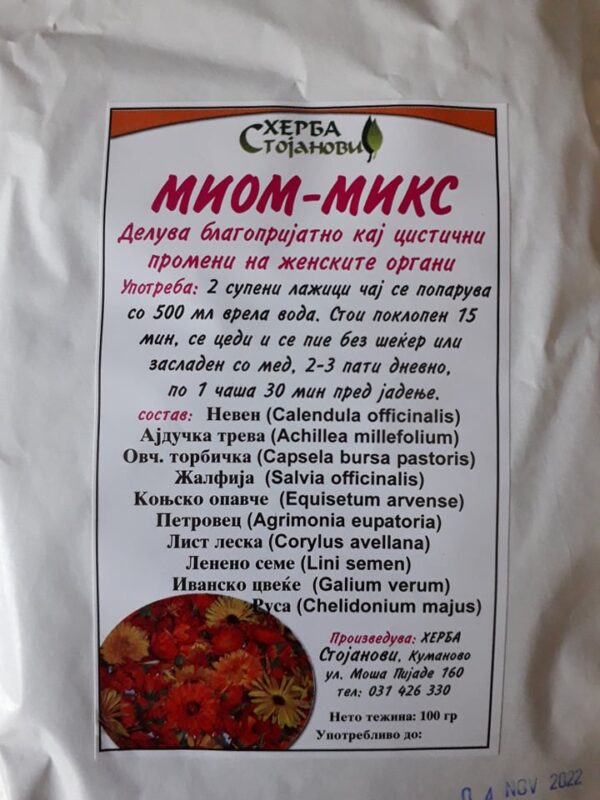 ХЕРБА
Стојанови
МИОМ-МИКС
Делува благопријатно кај цистични
промени на женските органи
Употреба: 2 супени лажици чај се попарува
со 500 мл врела вода. Стои поклопен 15
мин, се цеди и се пие без шеќер или
засладен со мед, 2-3 пати дневно,
по 1 чаша 30 мин пред јадење.
состав: Невен (Calendula officinalis)
Ајдучка трева (Achillea millefolium)
Овч. торбичка (Capsela bursa pastoris)
Жалфија (Salvia officinalis)
Коњско опавче (Equisetum arvense)
Петровец (Agrimonia eupatoria)
Лист леска (Corylus avellana)
Ленено семе (Lini semen)
Иванско цвеќе (Galium verum)
Руса (Chelidonium majus)
Произведува: ХЕРБА
Стојанови, Куманово
ул. Моша Пијаде 160
тел: 031 426 330
Нето тежина: 100 гр
Употребливо до:
04 NOV 2022